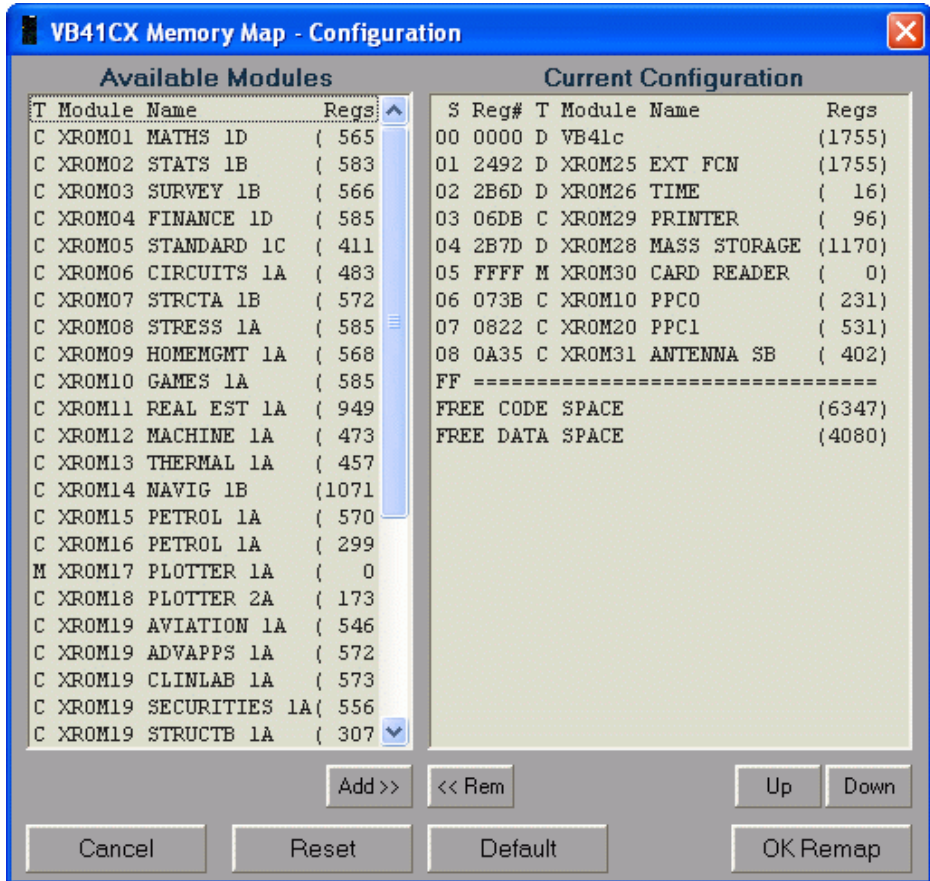 VB41CX Memory Map - Configuration
Available Modules
T Module Name Regs
C XROM01 MATHS 1D ( 565
C XROM02 STATS 1B ( 583
C XROM03 SURVEY 1B ( 566
C XROM04 FINANCE 1D ( 585
C XROM05 STANDARD 1C ( 411
C XROM06 CIRCUITS 1A ( 483
C XROM07 STRCTA 1B ( 572
C XROM08 STRESS 1A ( 585
C XROM09 HOMEMGMT 1A ( 568
C XROM10 GAMES 1A ( 585
C XROM11 REAL EST 1A ( 949
C XROM12 MACHINE 1A ( 473
C XROM13 THERMAL 1A ( 457
C XROM14 NAVIG 1B (1071
C XROM15 PETROL 1A ( 570
C XROM16 PETROL 1A ( 299
M XROM17 PLOTTER 1A ( 0
C XROM18 PLOTTER 2A ( 173
C XROM19 AVIATION 1A ( 546
C XROM19 ADVAPPS 1A ( 572
C XROM19 CLINLAB 1A ( 573
C XROM19 SECURITIES 1A( 556
C XROM19 STRUCTB 1A ( 307
Current Configuration
S Reg# T Module Name Regs
00 0000 D VB41c (1755)
01 2492 D XROM25 EXT FCN (1755)
02 2B6D D XROM26 TIME ( 16)
03 06DB C XROM29 PRINTER ( 96)
04 2B7D D XROM28 MASS STORAGE (1170)
05 FFFF M XROM30 CARD READER ( 0)
06 073B C XROM10 PPC0 ( 231)
07 0822 C XROM20 PPC1 ( 531)
08 0A35 C XROM31 ANTENNA SB ( 402)
FF ================================
FREE CODE SPACE (6347)
FREE DATA SPACE (4080)
Add >>
<< Rem
Up
Down
Cancel
Reset
Default
OK Remap